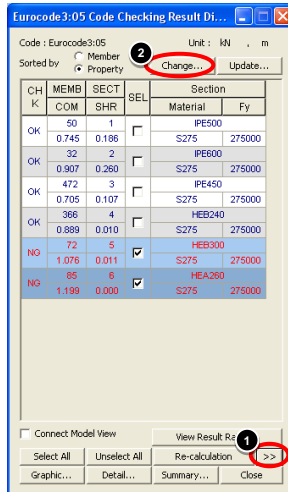 Eurocode3:05 Code Checking Result Di...
Code : Eurocode3:05 Unit : kN , m
Sorted by Member
Property
2
Change... Update...
CHK MEMB SECT SEL Section
COM SHR Material Fy
OK 50 1 IPE500
0.745 0.186 S275 275000
OK 32 2 IPE600
0.907 0.260 S275 275000
OK 472 3 IPE450
0.705 0.107 S275 275000
OK 366 4 HEB240
0.889 0.010 S275 275000
NG 72 5 HEB300
1.076 0.011 S275 275000
NG 85 6 HEA260
1.199 0.000 S275 275000
Connect Model View View Result
1
Select All Unselect All Re-calculation >>
Graphic... Detail... Summary... Close